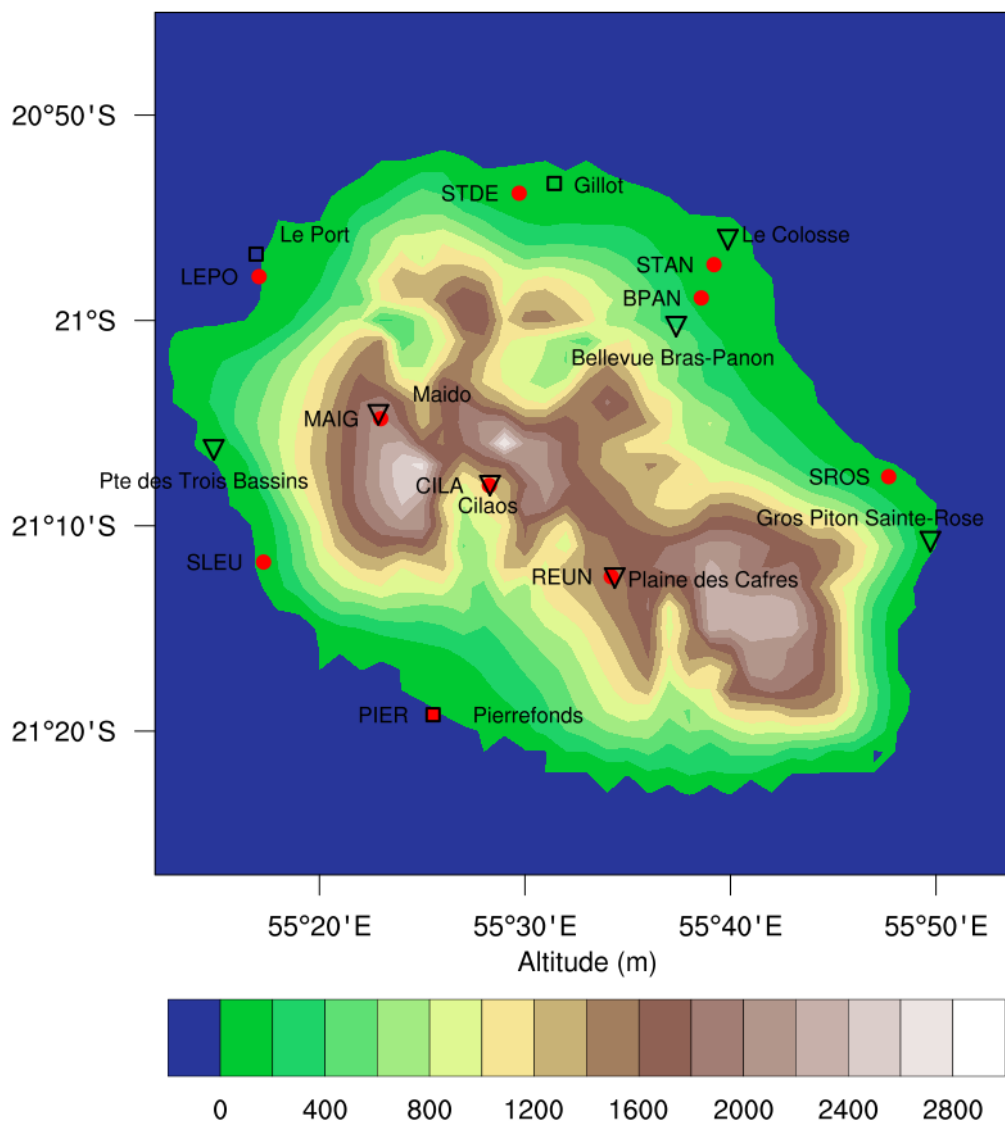 20°50'S
STDE
Gillot
Le Port
Le Colosse
LEPO
STAN
BPAN
21°S
Bellevue Bras-Panon
Maido
MAIG
Pte des Trois Bassins
CILA
SROS
Cilaos
Gros Piton Sainte-Rose
21°10'S
SLEU
REUN
Plaine des Cafres
PIER
Pierrefonds
21°20'S
55°20'E 55°30'E 55°40'E 55°50'E
Altitude (m)
0 400 800 1200 1600 2000 2400 2800